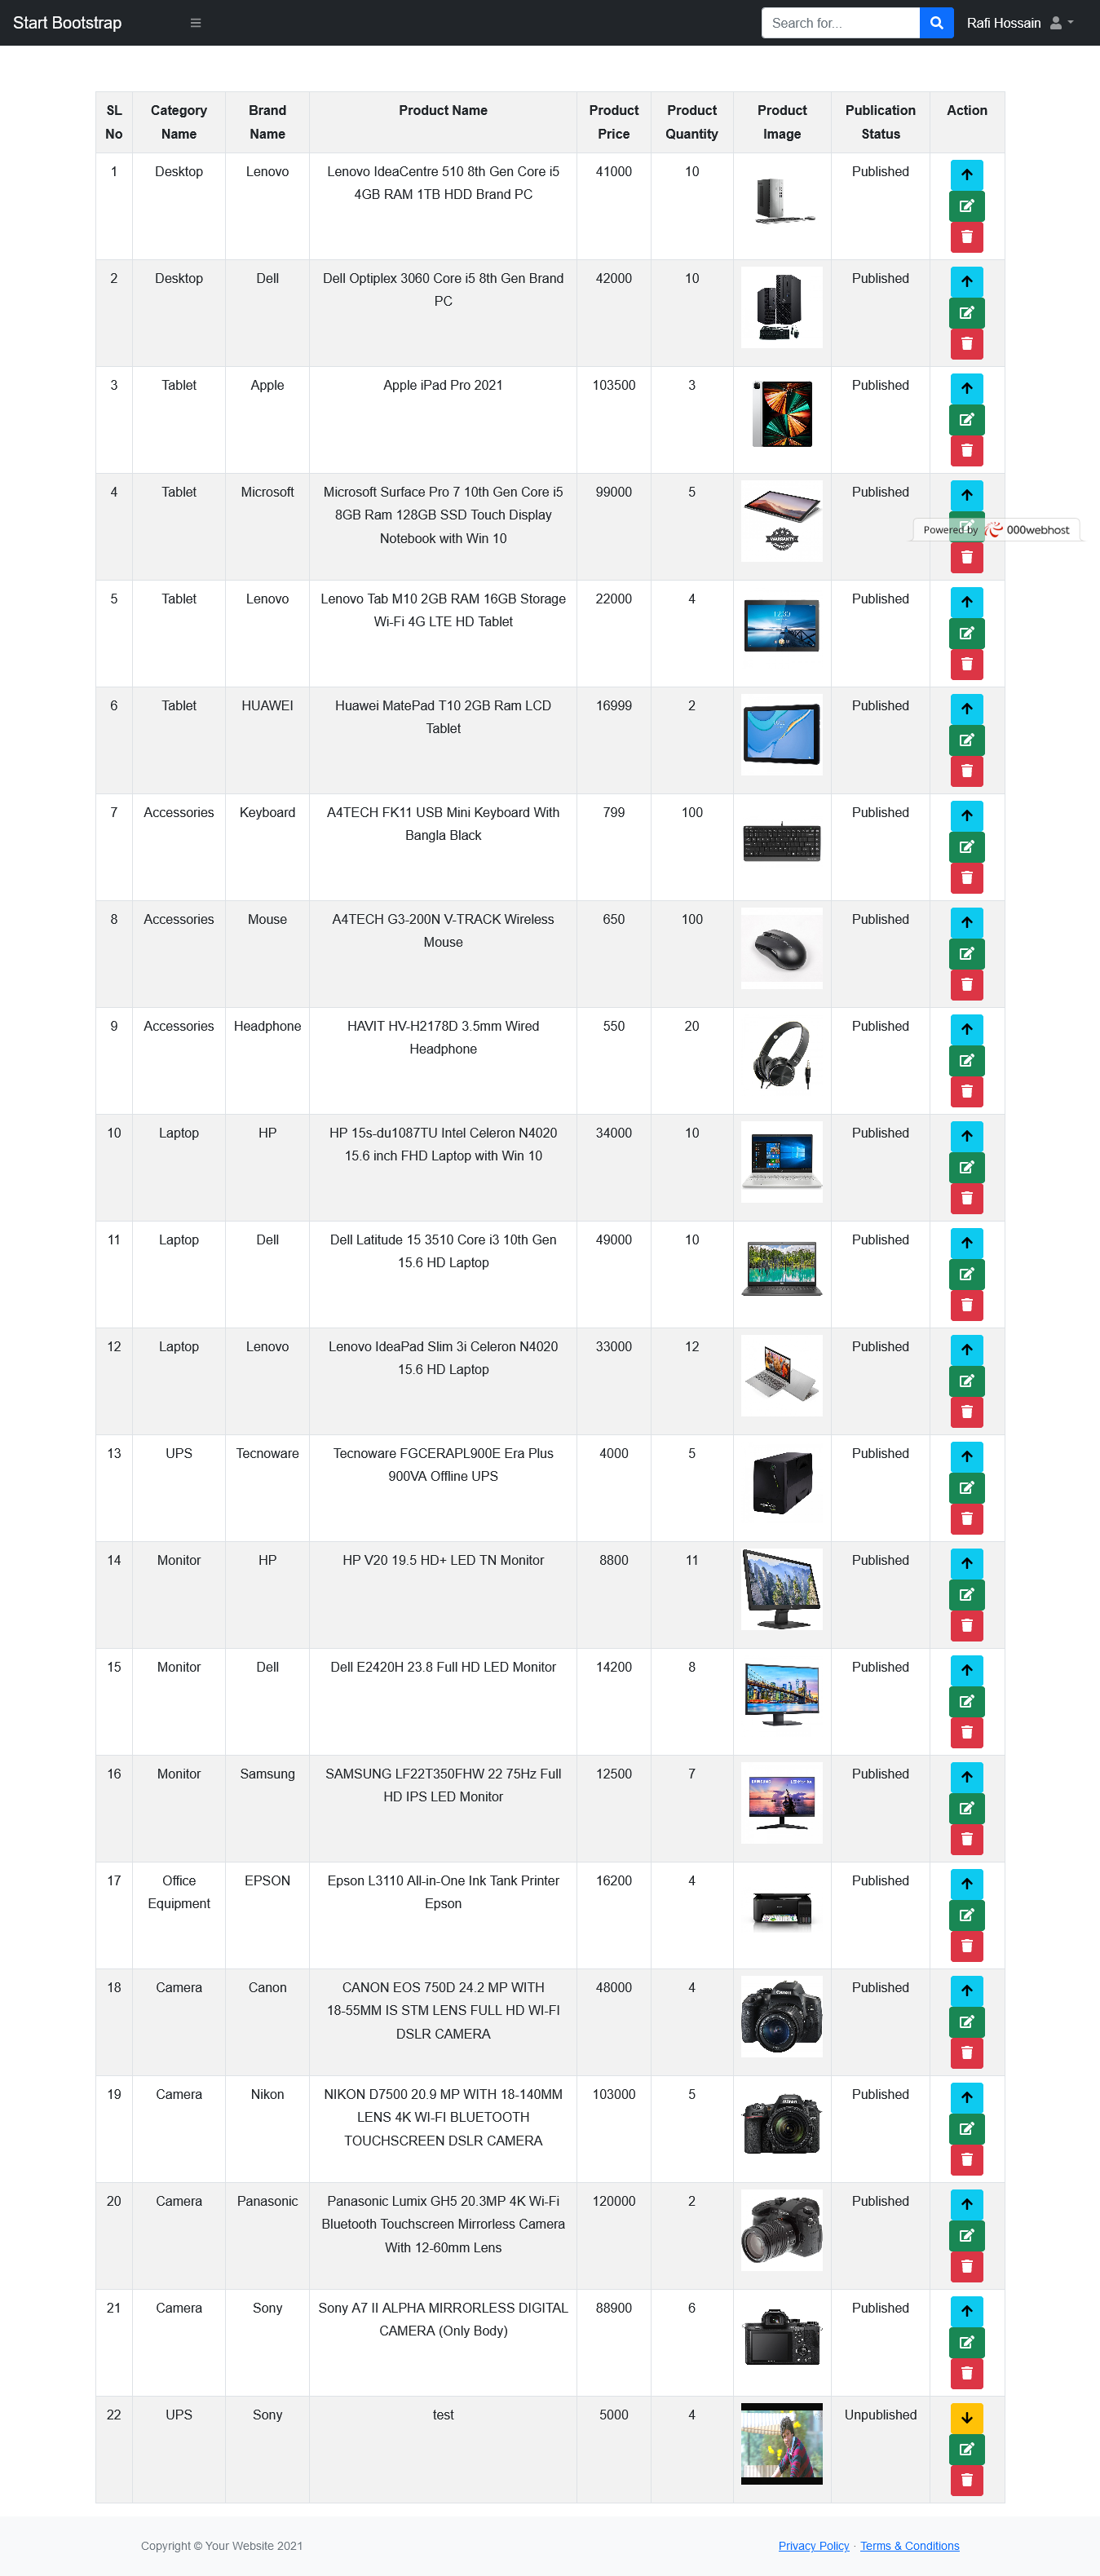 Start Bootstrap
Search for...
Rafi Hossain
SL No
Category Name
Brand Name
Product Name
Product Price
Product Quantity
Product Image
Publication Status
Action
1 Desktop Lenovo Lenovo IdeaCentre 510 8th Gen Core i5 41000 10 Published
4GB RAM 1TB HDD Brand PC
2 Desktop Dell Dell Optiplex 3060 Core i5 8th Gen Brand 42000 10 Published
PC
3 Tablet Apple Apple iPad Pro 2021 103500 3 Published
4 Tablet Microsoft Microsoft Surface Pro 7 10th Gen Core i5 99000 5 Published
8GB Ram 128GB SSD Touch Display
Notebook with Win 10
WARRANTY
Powered by 000webhost
5 Tablet Lenovo Lenovo Tab M10 2GB RAM 16GB Storage 22000 4 Published
Wi-Fi 4G LTE HD Tablet
6 Tablet HUAWEI Huawei MatePad T10 2GB Ram LCD 16999 2 Published
Tablet
7 Accessories Keyboard A4TECH FK11 USB Mini Keyboard With 799 100 Published
Bangla Black
8 Accessories Mouse A4TECH G3-200N V-TRACK Wireless 650 100 Published
Mouse
9 Accessories Headphone HAVIT HV-H2178D 3.5mm Wired 550 20 Published
Headphone
10 Laptop HP HP 15s-du1087TU Intel Celeron N4020 34000 10 Published
15.6 inch FHD Laptop with Win 10
11 Laptop Dell Dell Latitude 15 3510 Core i3 10th Gen 49000 10 Published
15.6 HD Laptop
12 Laptop Lenovo Lenovo IdeaPad Slim 3i Celeron N4020 33000 12 Published
15.6 HD Laptop
13 UPS Tecnoware Tecnoware FGCERAPL900E Era Plus 4000 5 Published
900VA Offline UPS
14 Monitor HP HP V20 19.5 HD+ LED TN Monitor 8800 11 Published
15 Monitor Dell Dell E2420H 23.8 Full HD LED Monitor 14200 8 Published
16 Monitor Samsung SAMSUNG LF22T350FHW 22 75Hz Full 12500 7 Published
HD IPS LED Monitor
17 Office Equipment EPSON Epson L3110 All-in-One Ink Tank Printer 16200 4 Published
Epson
18 Camera Canon CANON EOS 750D 24.2 MP WITH 48000 4 Published
18-55MM IS STM LENS FULL HD WI-FI
DSLR CAMERA
19 Camera Nikon NIKON D7500 20.9 MP WITH 18-140MM 103000 5 Published
LENS 4K WI-FI BLUETOOTH
TOUCHSCREEN DSLR CAMERA
20 Camera Panasonic Panasonic Lumix GH5 20.3MP 4K Wi-Fi 120000 2 Published
Bluetooth Touchscreen Mirrorless Camera
With 12-60mm Lens
21 Camera Sony Sony A7 II ALPHA MIRRORLESS DIGITAL 88900 6 Published
CAMERA (Only Body)
22 UPS Sony test 5000 4 Unpublished
Copyright © Your Website 2021
Privacy Policy · Terms & Conditions